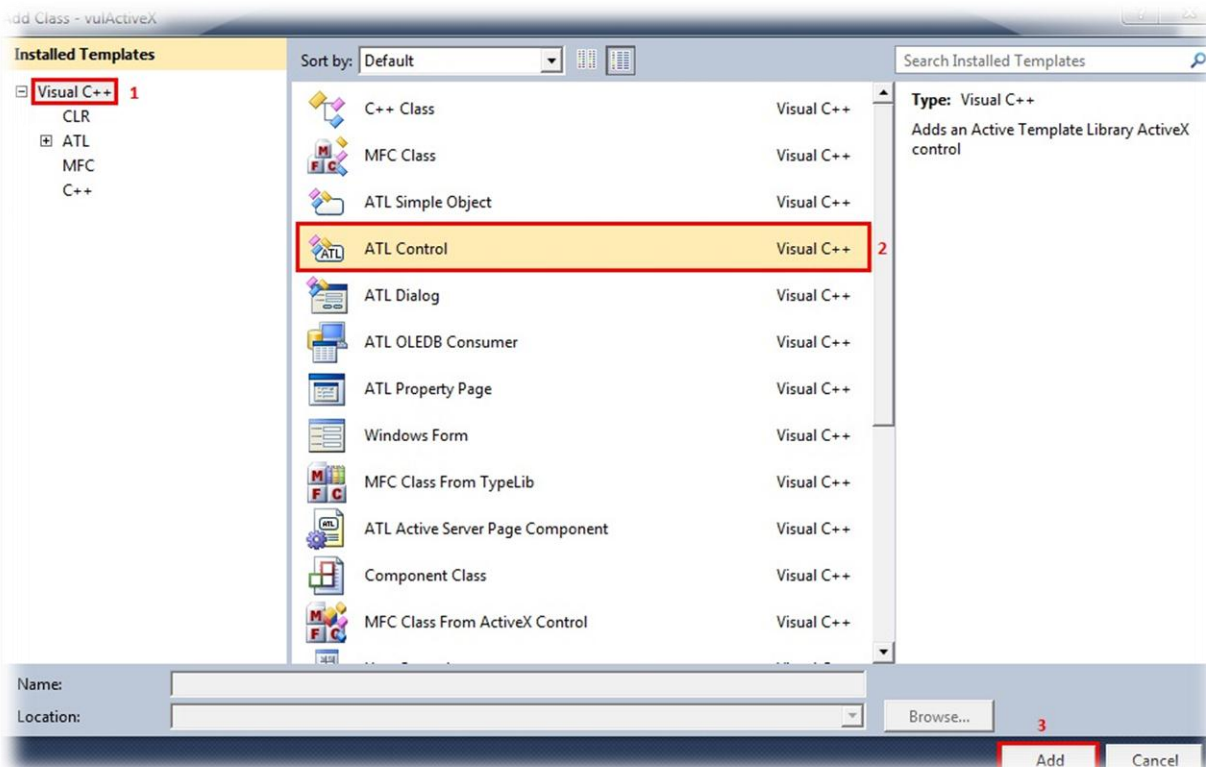 Add Class - vulActiveX
Installed Templates
Visual C++ 1
CLR
ATL
MFC
C++
Sort by: Default
Search Installed Templates
C++ Class Visual C++
MFC Class Visual C++
ATL Simple Object Visual C++
ATL Control Visual C++ 2
ATL Dialog Visual C++
ATL OLEDB Consumer Visual C++
ATL Property Page Visual C++
Windows Form Visual C++
MFC Class From TypeLib Visual C++
ATL Active Server Page Component Visual C++
Component Class Visual C++
MFC Class From ActiveX Control Visual C++
Type: Visual C++
Adds an Active Template Library ActiveX
control
Name:
Location:
Browse...
3
Add Cancel